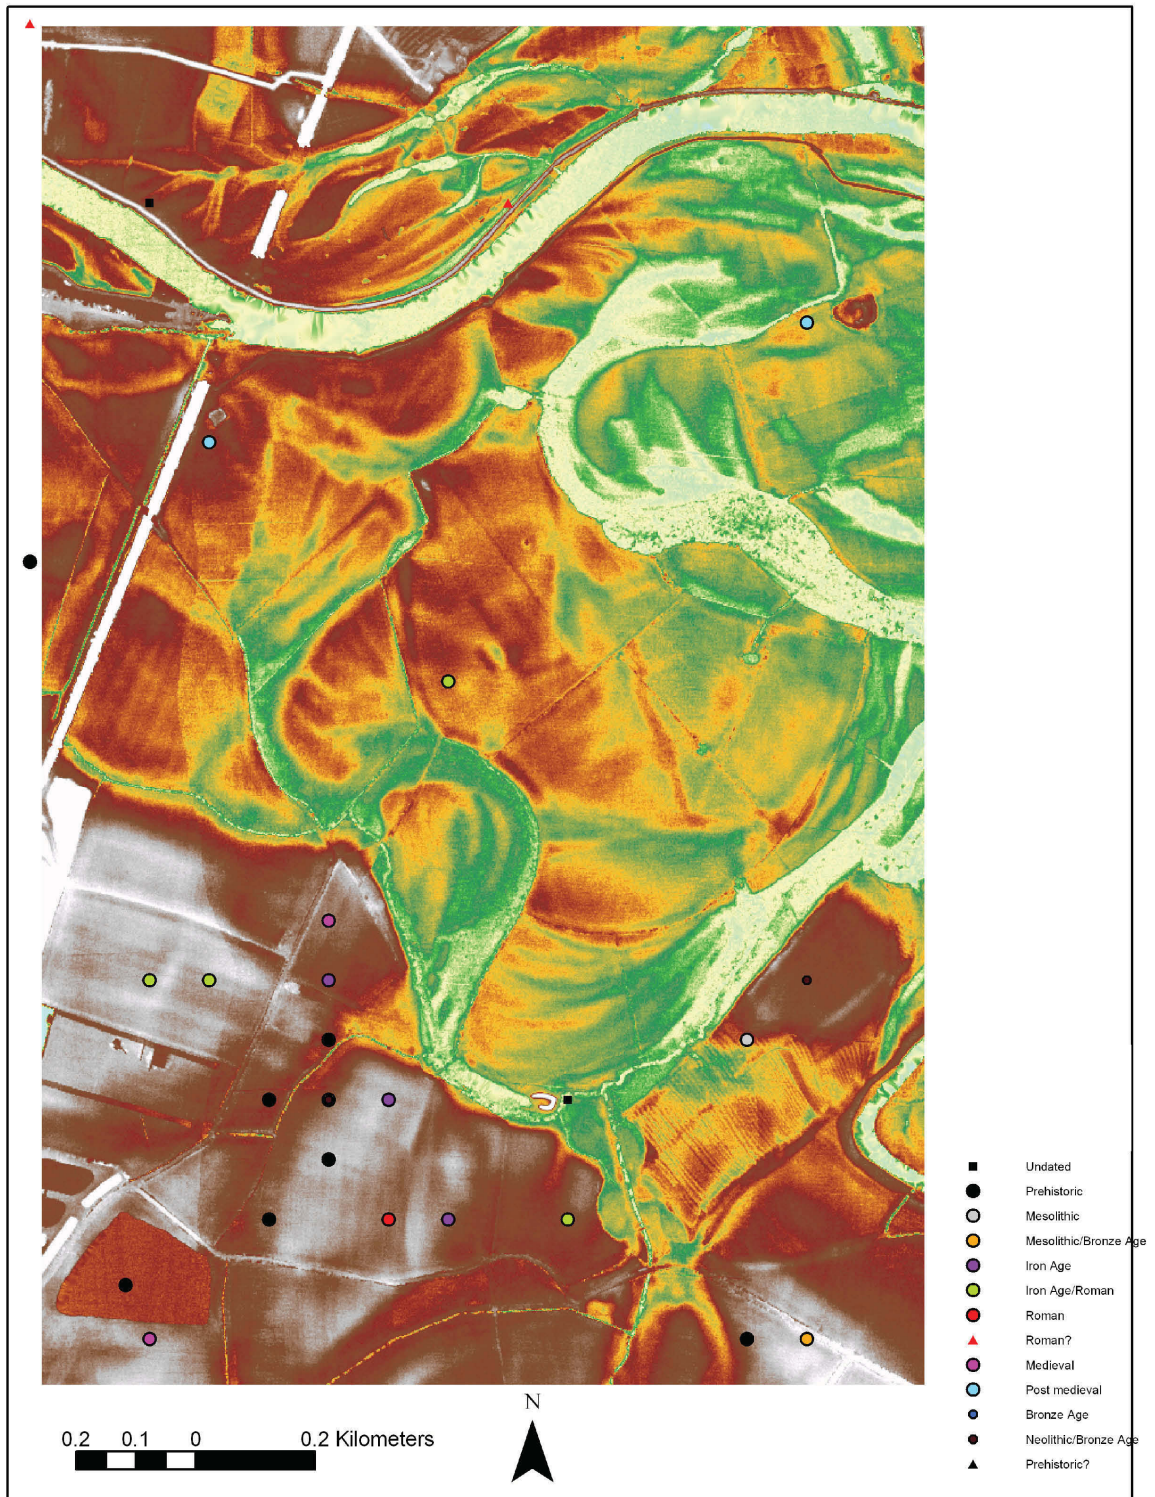 Undated
Prehistoric
Mesolithic
Mesolithic/Bronze Age
Iron Age
Iron Age/Roman
Roman
Roman?
Medieval
Post medieval
Bronze Age
Neolithic/Bronze Age
Prehistoric?
N
0.2 0.1 0 0.2 Kilometers